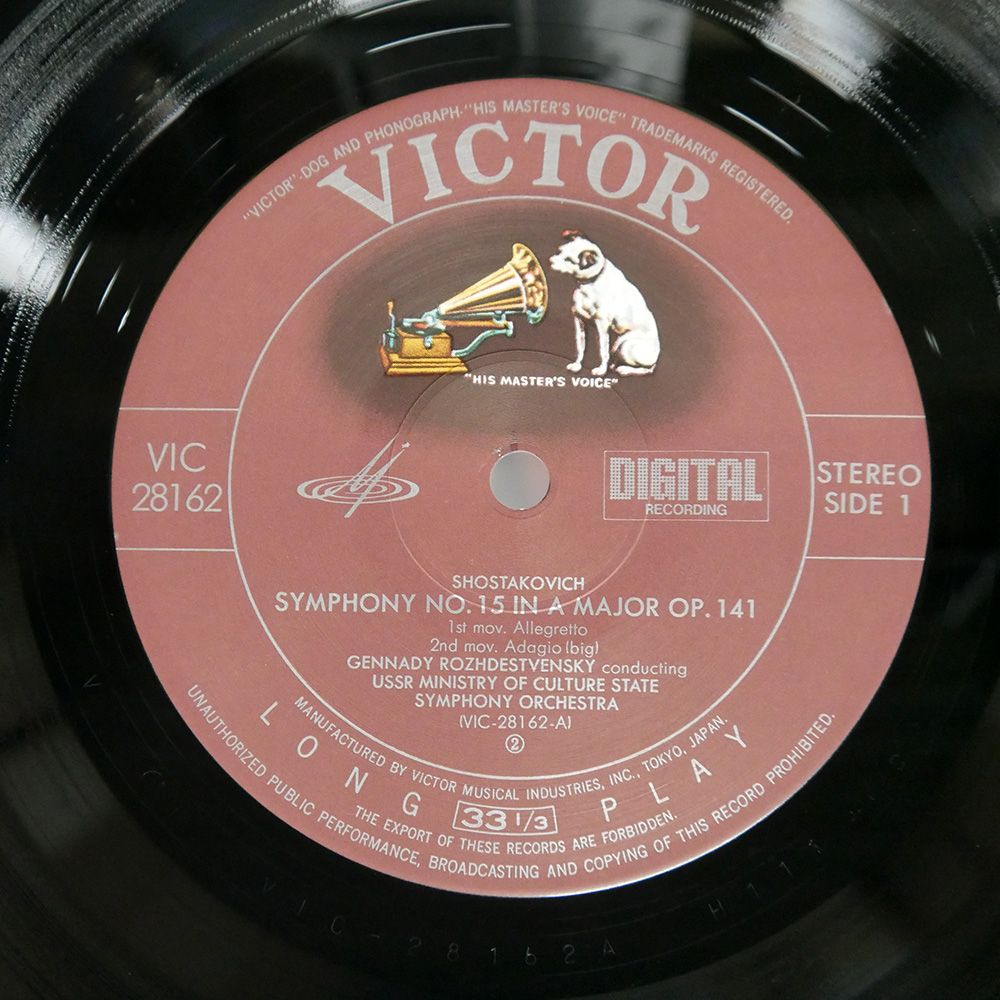 "VICTOR"-DOG AND PHONOGRAPH-"HIS MASTER'S VOICE" TRADEMARKS REGISTERED.
VICTOR
"HIS MASTER'S VOICE"
VIC
28162
DIGITAL
RECORDING
STEREO
SIDE 1
SHOSTAKOVICH
SYMPHONY NO. 15 IN A MAJOR OP. 141
1st mov. Allegretto
2nd mov. Adagio (big)
GENNADY ROZHDESTVENSKY conducting
USSR MINISTRY OF CULTURE STATE
SYMPHONY ORCHESTRA
(VIC-28162-A)
②
LONG PLAY
33 1/3
MANUFACTURED BY VICTOR MUSICAL INDUSTRIES, INC., TOKYO, JAPAN.
THE EXPORT OF THESE RECORDS ARE FORBIDDEN.
UNAUTHORIZED PUBLIC PERFORMANCE, BROADCASTING AND COPYING OF THIS RECORD PROHIBITED.
VIC-28162A H111